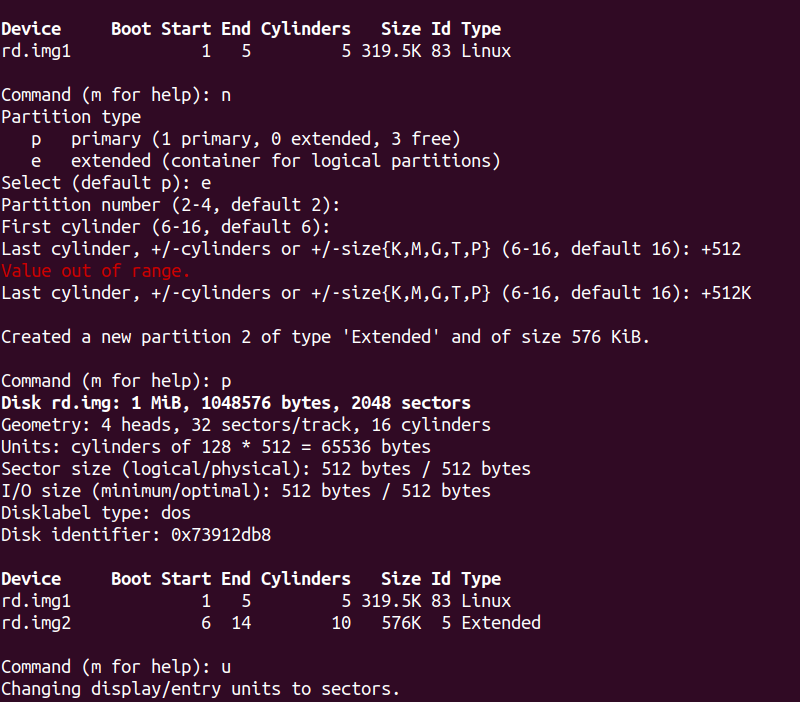 Device     Boot Start End Cylinders   Size Id Type
rd.img1             1   5         5 319.5K 83 Linux
Command (m for help): n
Partition type
   p   primary (1 primary, 0 extended, 3 free)
   e   extended (container for logical partitions)
Select (default p): e
Partition number (2-4, default 2):
First cylinder (6-16, default 6):
Last cylinder, +/-cylinders or +/-size{K,M,G,T,P} (6-16, default 16): +512
Value out of range.
Last cylinder, +/-cylinders or +/-size{K,M,G,T,P} (6-16, default 16): +512K
Created a new partition 2 of type 'Extended' and of size 576 KiB.
Command (m for help): p
Disk rd.img: 1 MiB, 1048576 bytes, 2048 sectors
Geometry: 4 heads, 32 sectors/track, 16 cylinders
Units: cylinders of 128 * 512 = 65536 bytes
Sector size (logical/physical): 512 bytes / 512 bytes
I/O size (minimum/optimal): 512 bytes / 512 bytes
Disklabel type: dos
Disk identifier: 0x73912db8
Device     Boot Start End Cylinders   Size Id Type
rd.img1             1   5         5 319.5K 83 Linux
rd.img2             6  14        10   576K  5 Extended
Command (m for help): u
Changing display/entry units to sectors.